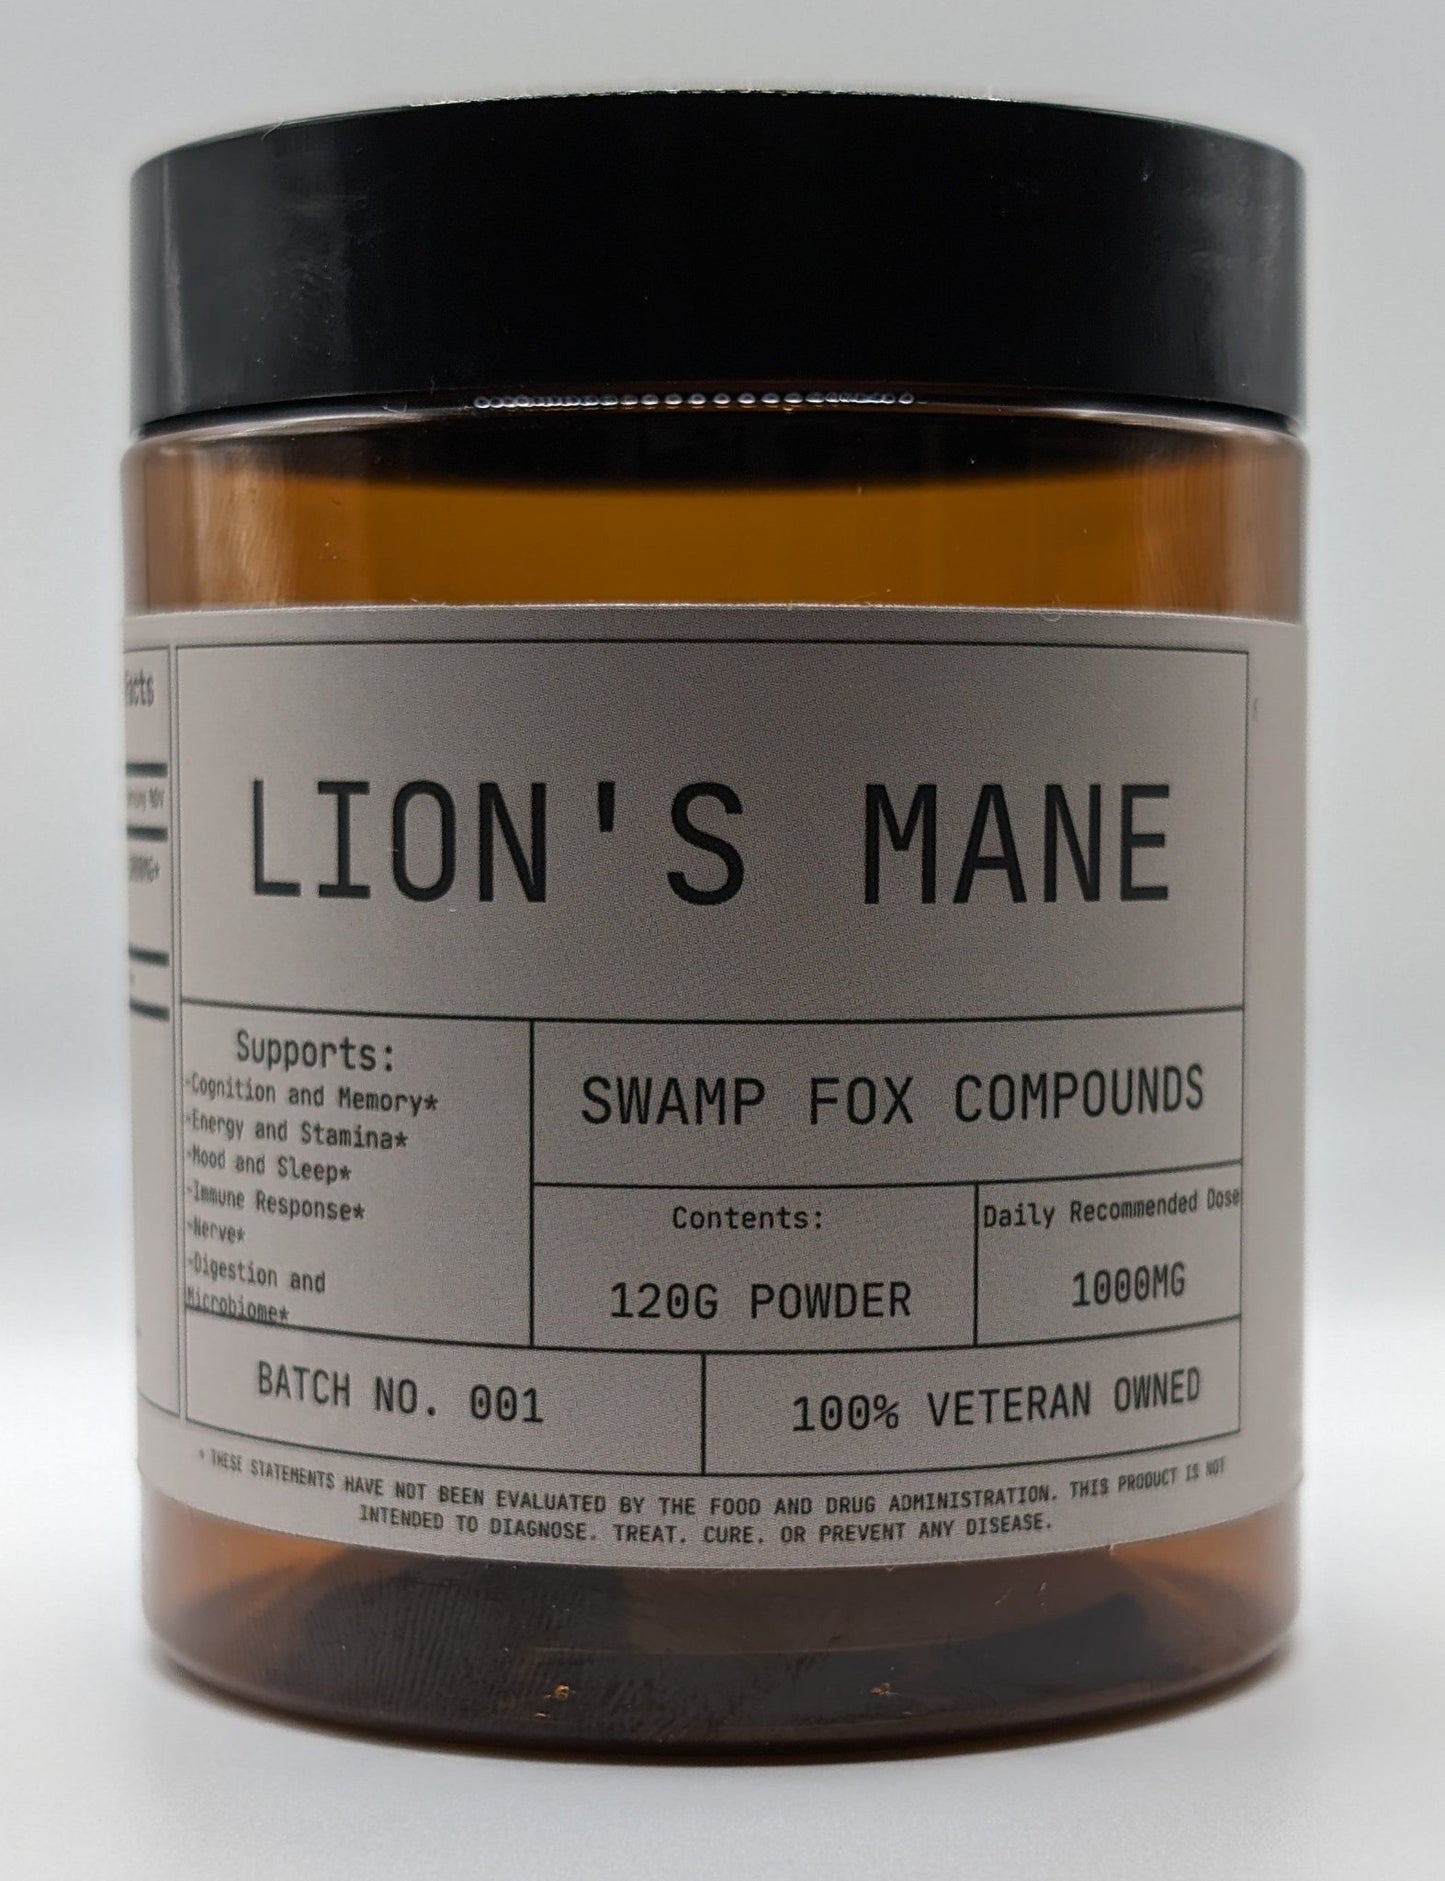 Facts
LION'S MANE
Supports:
-Cognition and Memory*
-Energy and Stamina*
-Mood and Sleep*
-Immune Response*
-Nerve*
-Digestion and
Microbiome*
SWAMP FOX COMPOUNDS
Contents:
120G POWDER
Daily Recommended Dose
1000MG
BATCH NO. 001
100% VETERAN OWNED
* THESE STATEMENTS HAVE NOT BEEN EVALUATED BY THE FOOD AND DRUG ADMINISTRATION. THIS PRODUCT IS NOT
INTENDED TO DIAGNOSE. TREAT. CURE. OR PREVENT ANY DISEASE.